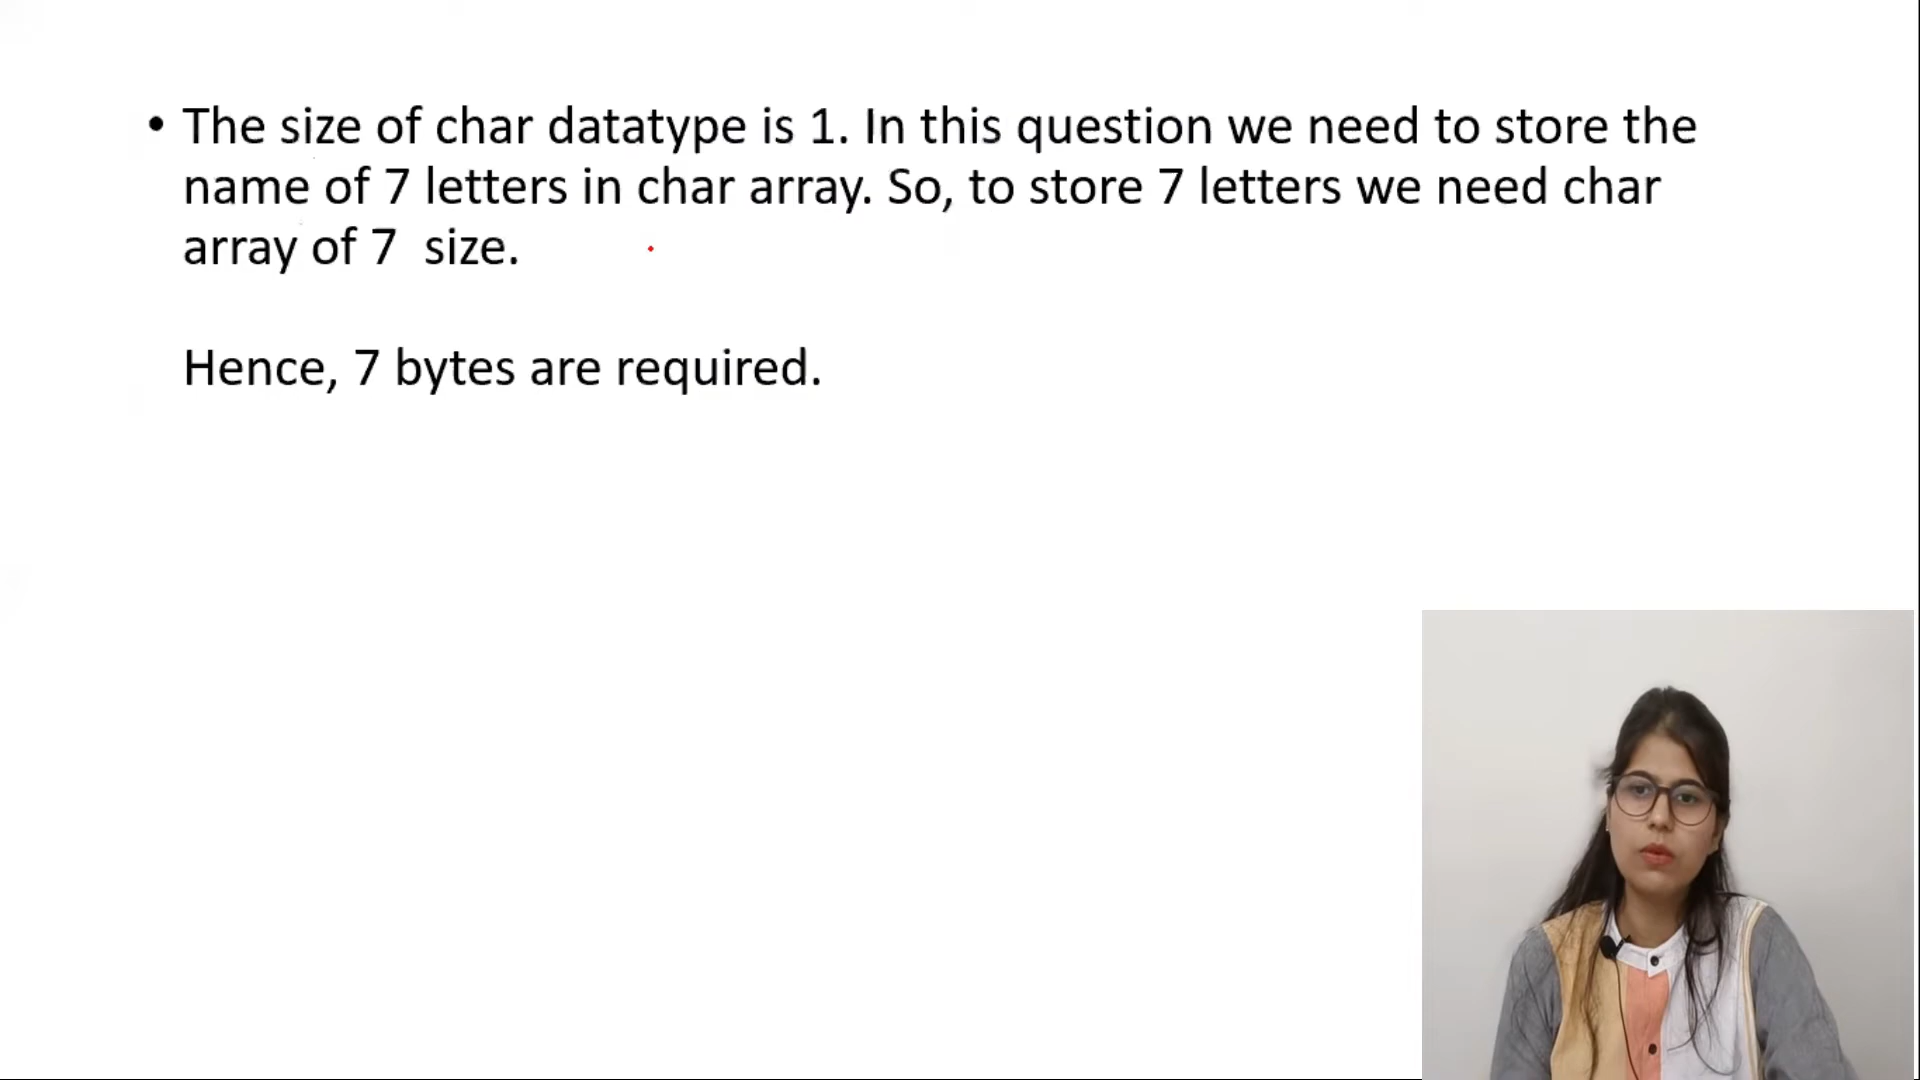 • The size of char datatype is 1. In this question we need to store the
name of 7 letters in char array. So, to store 7 letters we need char
array of 7  size.
Hence, 7 bytes are required.